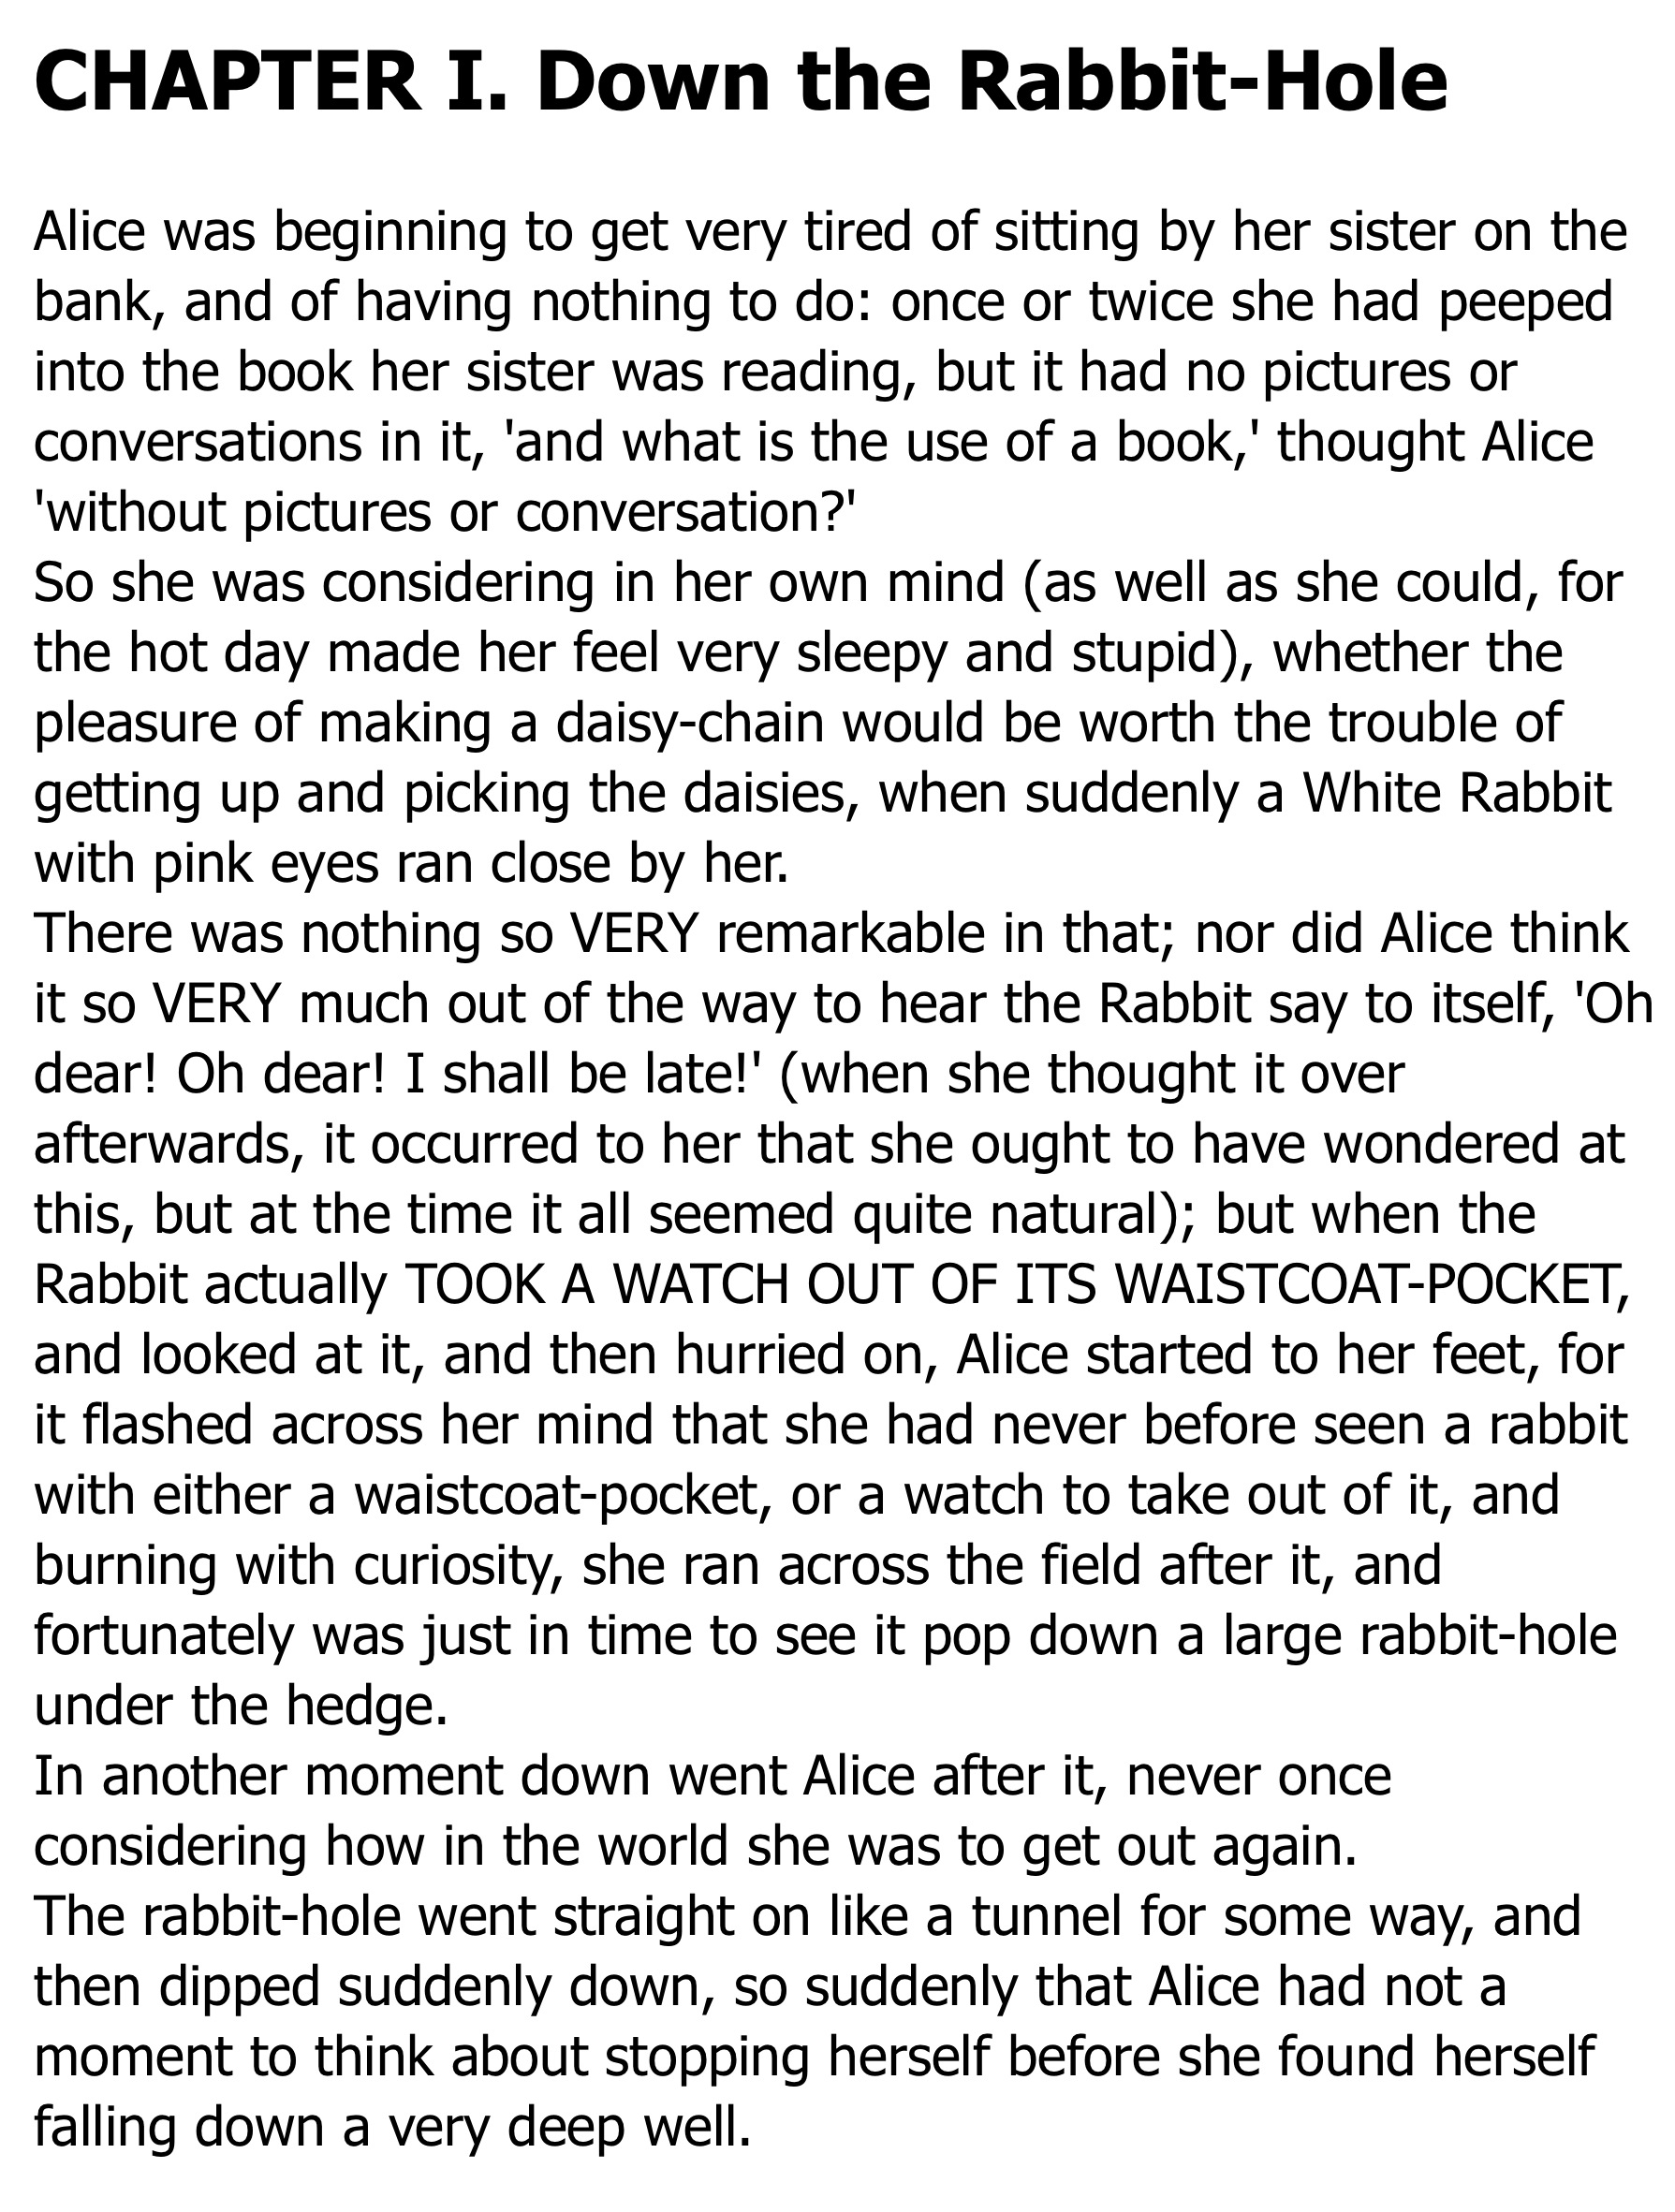 CHAPTER I. Down the Rabbit-Hole
Alice was beginning to get very tired of sitting by her sister on the
bank, and of having nothing to do: once or twice she had peeped
into the book her sister was reading, but it had no pictures or
conversations in it, 'and what is the use of a book,' thought Alice
'without pictures or conversation?'
So she was considering in her own mind (as well as she could, for
the hot day made her feel very sleepy and stupid), whether the
pleasure of making a daisy-chain would be worth the trouble of
getting up and picking the daisies, when suddenly a White Rabbit
with pink eyes ran close by her.
There was nothing so VERY remarkable in that; nor did Alice think
it so VERY much out of the way to hear the Rabbit say to itself, 'Oh
dear! Oh dear! I shall be late!' (when she thought it over
afterwards, it occurred to her that she ought to have wondered at
this, but at the time it all seemed quite natural); but when the
Rabbit actually TOOK A WATCH OUT OF ITS WAISTCOAT-POCKET,
and looked at it, and then hurried on, Alice started to her feet, for
it flashed across her mind that she had never before seen a rabbit
with either a waistcoat-pocket, or a watch to take out of it, and
burning with curiosity, she ran across the field after it, and
fortunately was just in time to see it pop down a large rabbit-hole
under the hedge.
In another moment down went Alice after it, never once
considering how in the world she was to get out again.
The rabbit-hole went straight on like a tunnel for some way, and
then dipped suddenly down, so suddenly that Alice had not a
moment to think about stopping herself before she found herself
falling down a very deep well.